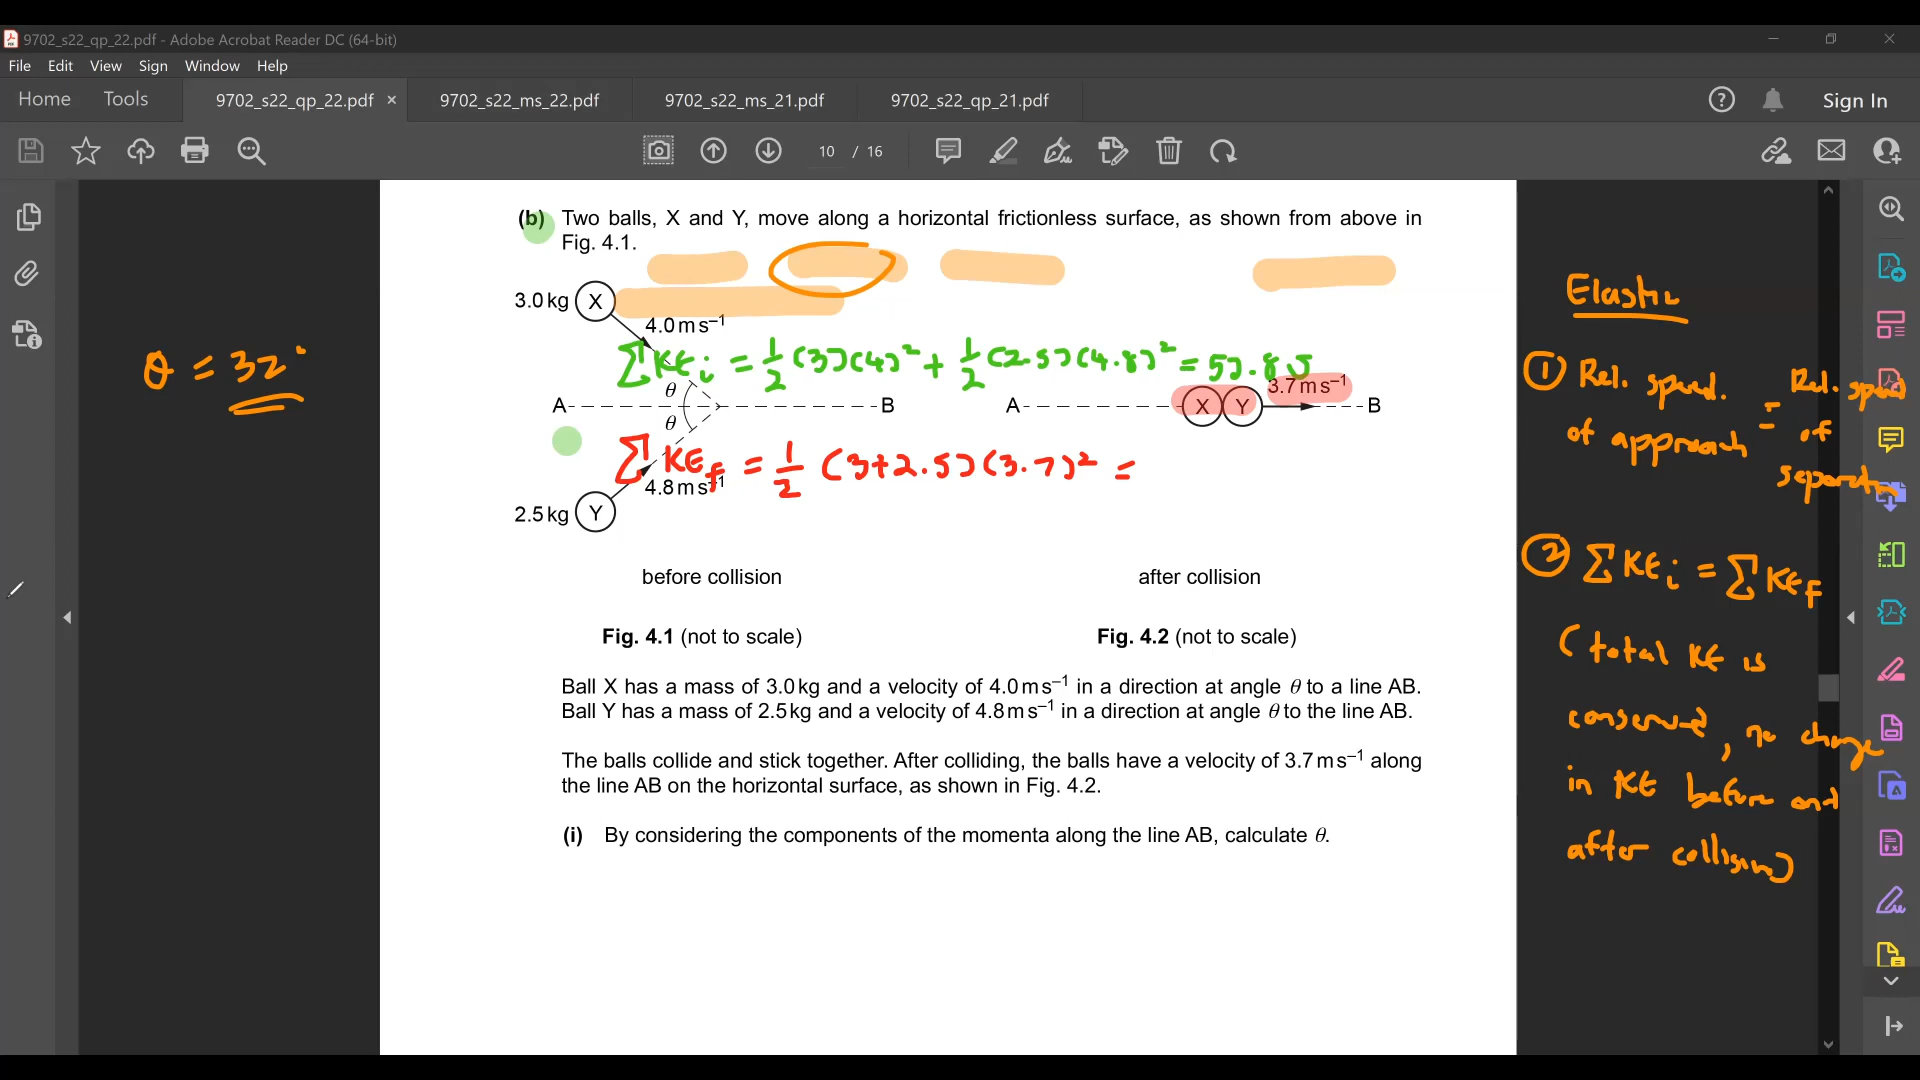 9702_s22_qp_22.pdf - Adobe Acrobat Reader DC (64-bit)
File Edit View Sign Window Help
Home Tools 9702_s22_qp_22.pdf × 9702_s22_ms_22.pdf 9702_s22_ms_21.pdf 9702_s22_qp_21.pdf Sign In
10 / 16
(b) Two balls, X and Y, move along a horizontal frictionless surface, as shown from above in
Fig. 4.1.
3.0 kg X
4.0 m s⁻¹
∑KEi = 1/2 (3)(4)² + 1/2 (2.5)(4.8)² = 52.8 J
θ
A B
θ
A X Y 3.7 m s⁻¹ B
∑KEf = 1/2 (3+2.5)(3.7)² =
4.8 m s⁻¹
2.5 kg Y
before collision
after collision
Fig. 4.1 (not to scale)
Fig. 4.2 (not to scale)
Ball X has a mass of 3.0 kg and a velocity of 4.0 m s⁻¹ in a direction at angle θ to a line AB.
Ball Y has a mass of 2.5 kg and a velocity of 4.8 m s⁻¹ in a direction at angle θ to the line AB.
The balls collide and stick together. After colliding, the balls have a velocity of 3.7 m s⁻¹ along
the line AB on the horizontal surface, as shown in Fig. 4.2.
(i) By considering the components of the momenta along the line AB, calculate θ.
θ = 32°
Elastic
① Rel. speed. = Rel. speed
of approach of
separation
② ∑KEi = ∑KEf
(total KE is
conserved, no change
in KE before and
after collision)